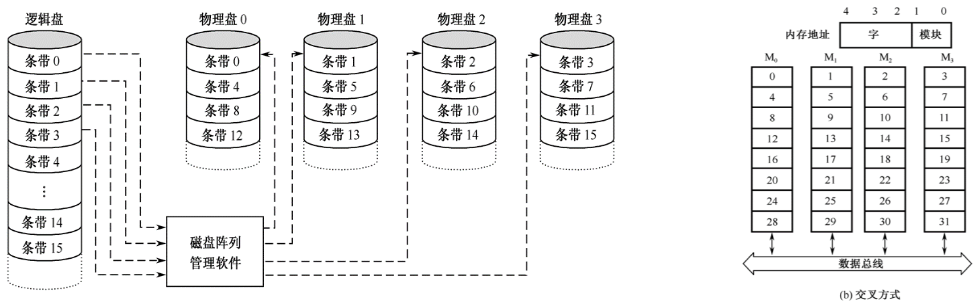 逻辑盘
条带 0
条带 1
条带 2
条带 3
条带 4
⋮
条带 14
条带 15
磁盘阵列
管理软件
物理盘 0
条带 0
条带 4
条带 8
条带 12
物理盘 1
条带 1
条带 5
条带 9
条带 13
物理盘 2
条带 2
条带 6
条带 10
条带 14
物理盘 3
条带 3
条带 7
条带 11
条带 15
4 3 2 1 0
内存地址 字 模块
M₀ M₁ M₂ M₃
0 1 2 3
4 5 6 7
8 9 10 11
12 13 14 15
16 17 18 19
20 21 22 23
24 25 26 27
28 29 30 31
数据总线
(b) 交叉方式